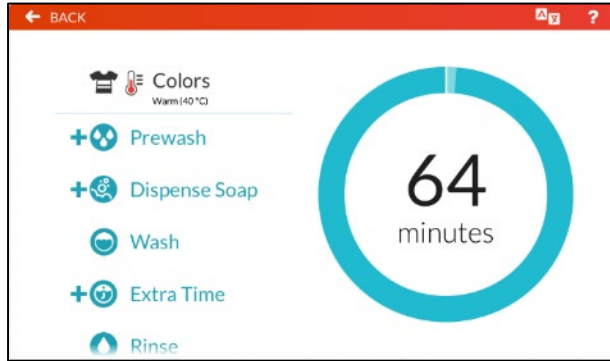 ← BACK
?
Colors
Warm (40 °C)
+ Prewash
+ Dispense Soap
Wash
+ Extra Time
Rinse
64
minutes